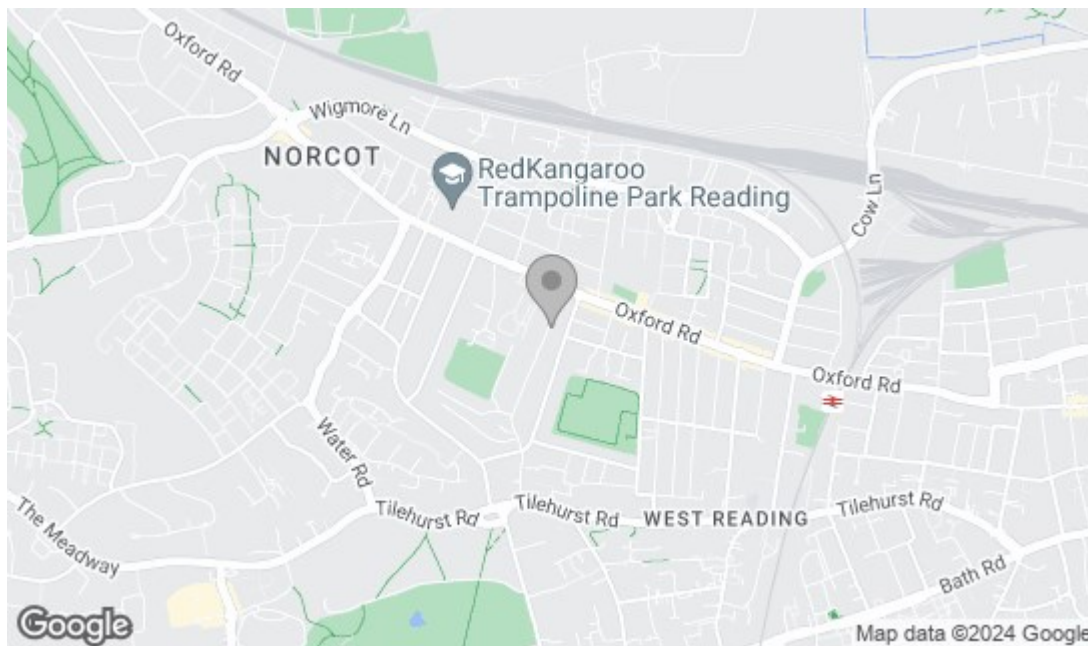 Oxford Rd
Wigmore Ln
NORCOT
RedKangaroo
Trampoline Park Reading
Cow Ln
Oxford Rd
Oxford Rd
Water Rd
The Meadway
Tilehurst Rd
Tilehurst Rd
WEST READING
Tilehurst Rd
Bath Rd
Google
Map data ©2024 Google